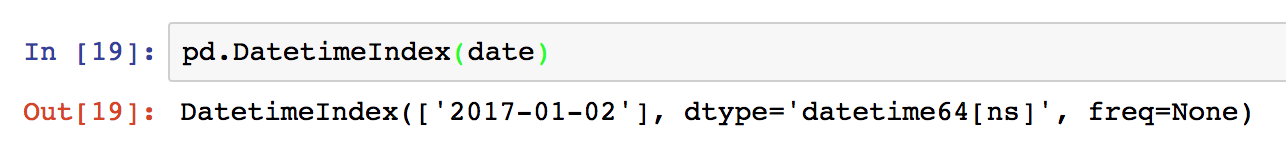 In [19]: pd.DatetimeIndex(date)
Out[19]: DatetimeIndex(['2017-01-02'], dtype='datetime64[ns]', freq=None)